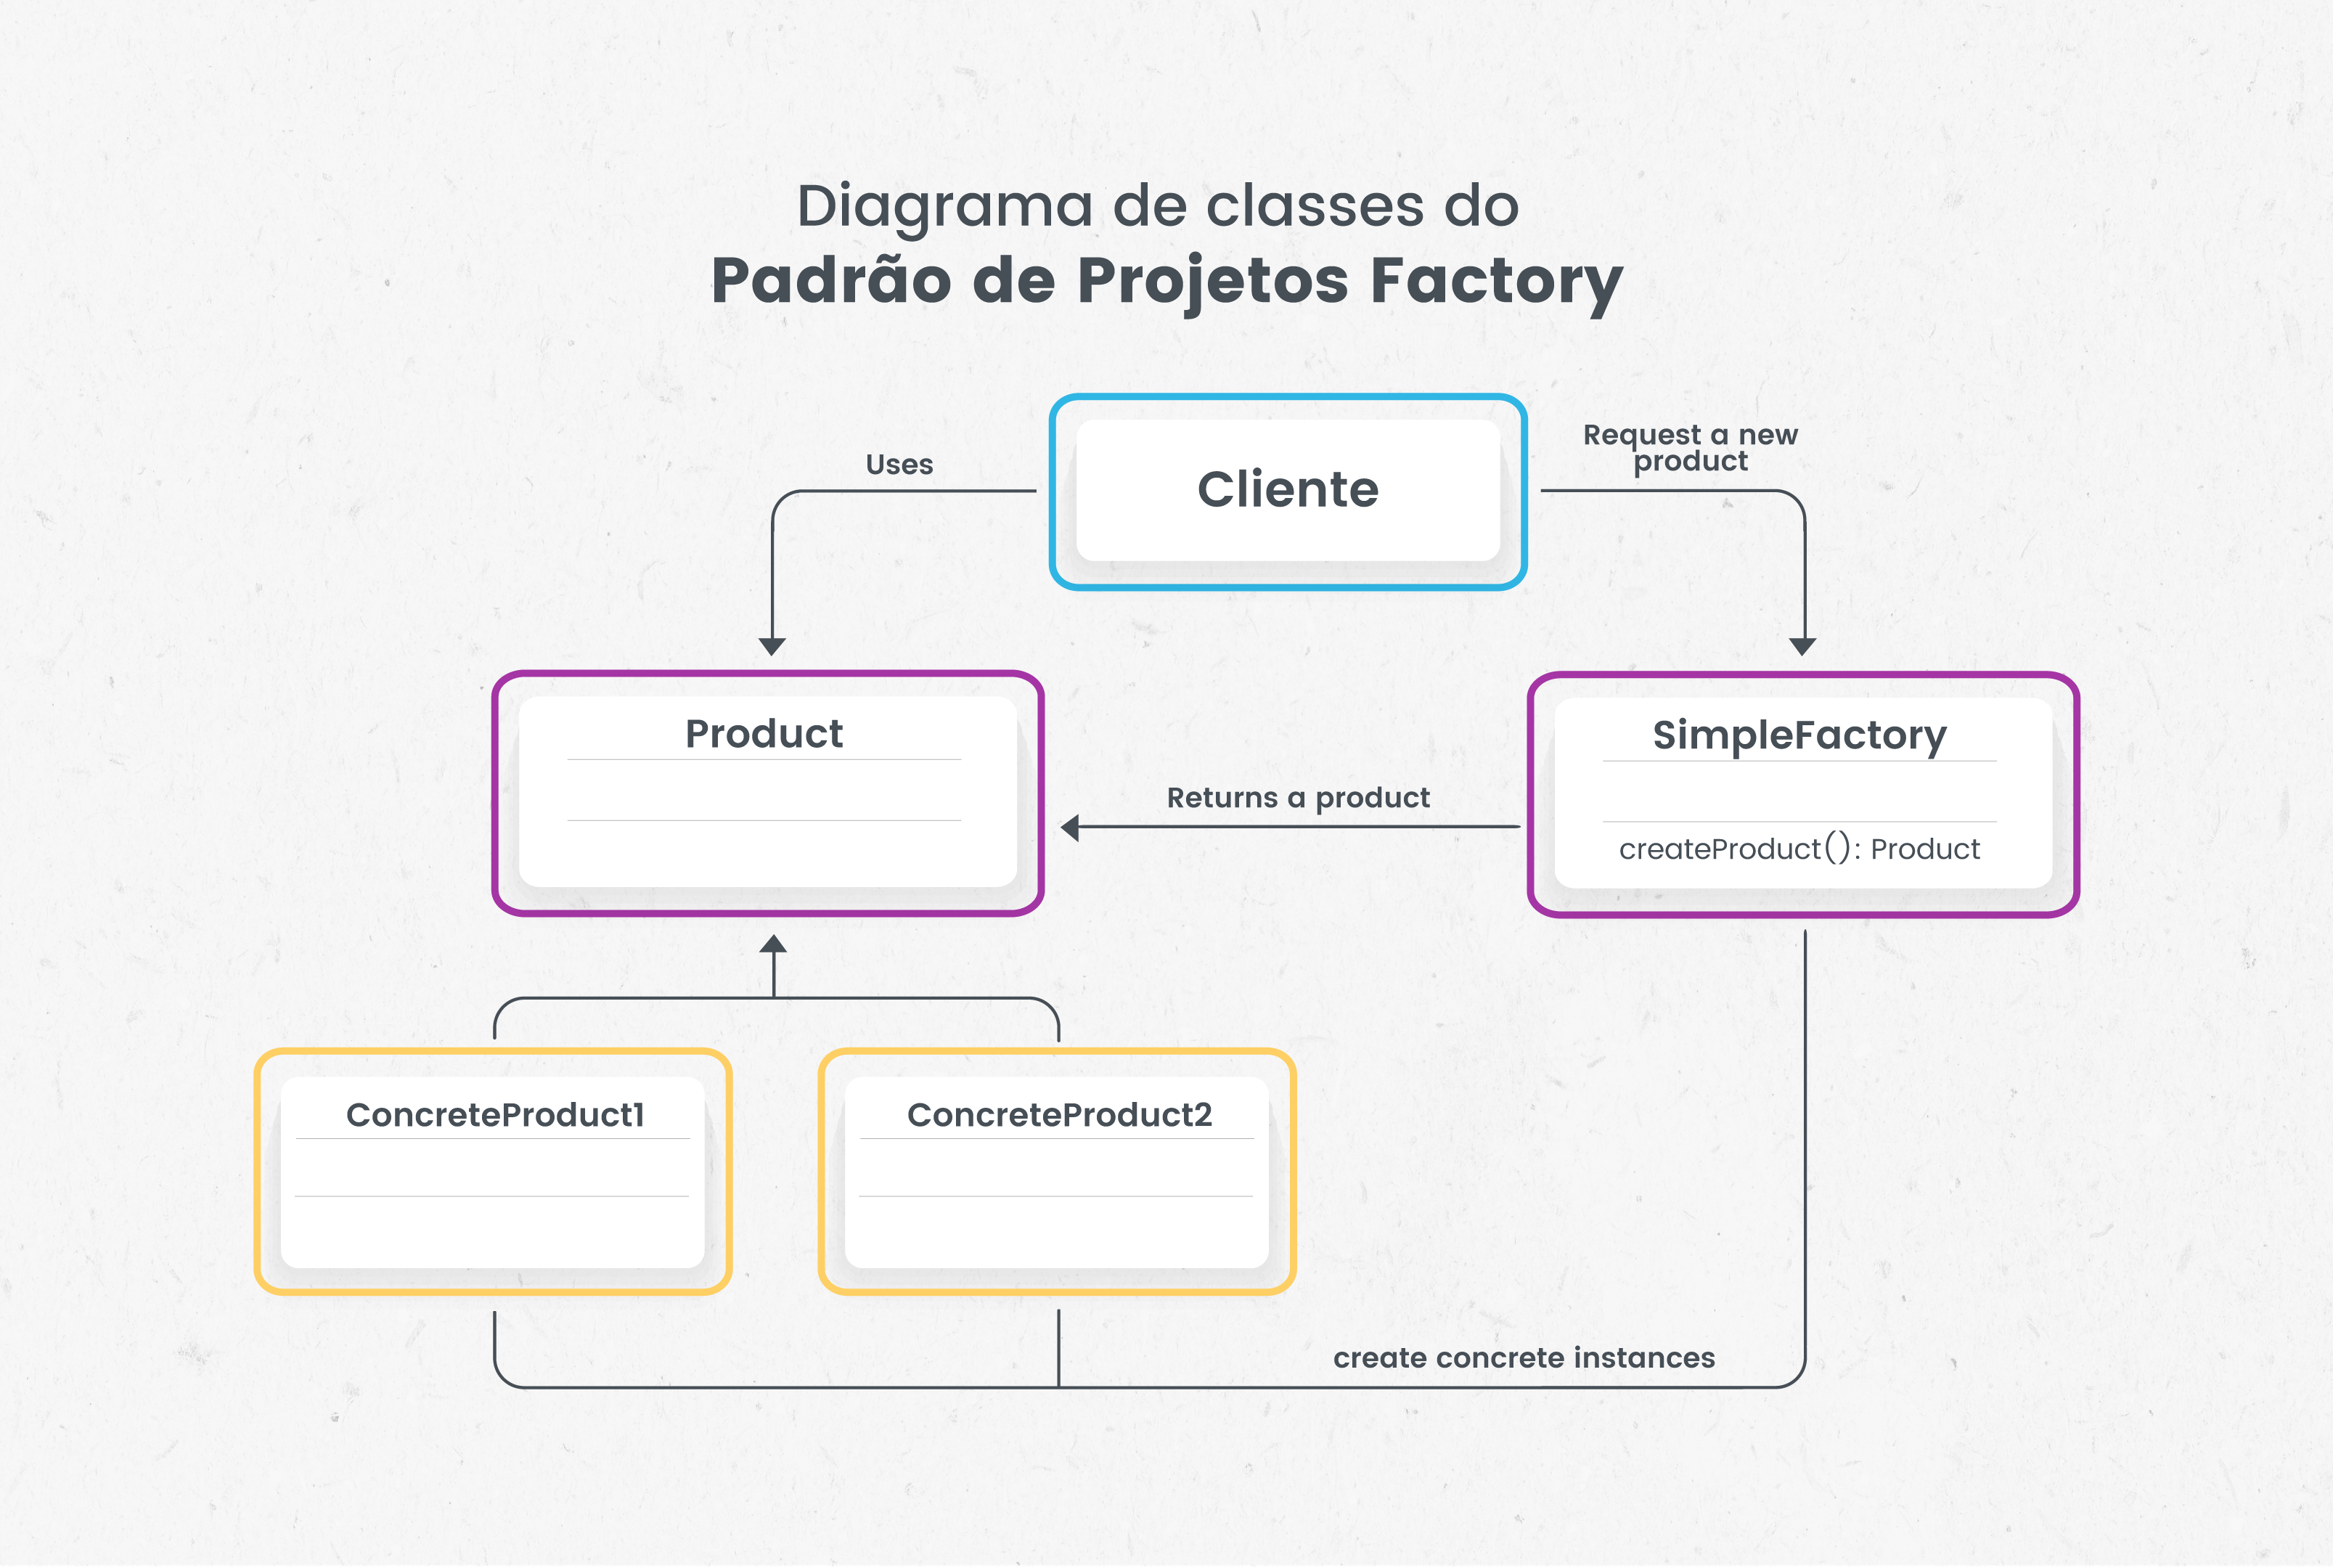 Diagrama de classes do
Padrão de Projetos Factory
Cliente
Uses
Request a new
product
Product
SimpleFactory
createProduct(): Product
Returns a product
ConcreteProduct1
ConcreteProduct2
create concrete instances